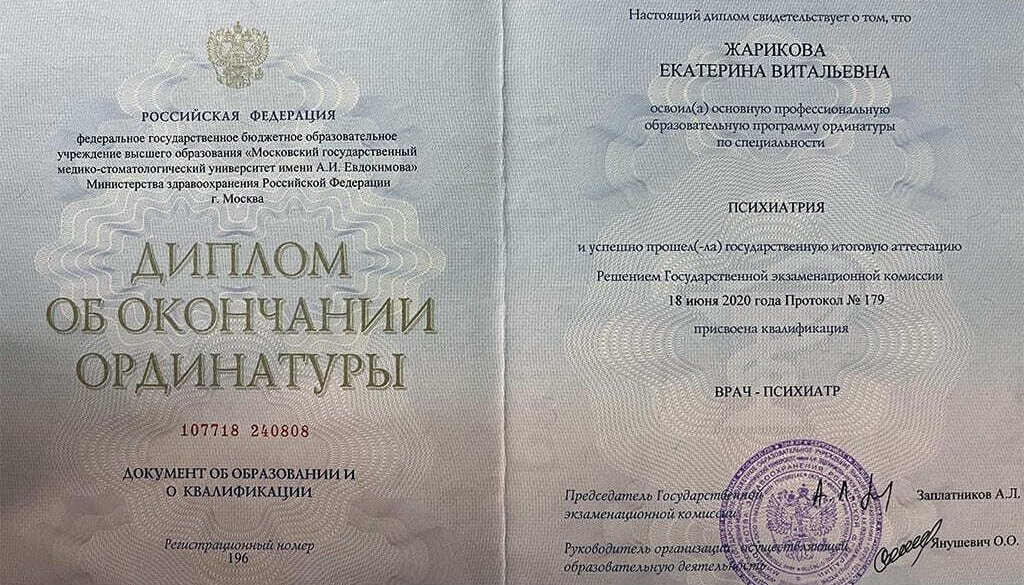 РОССИЙСКАЯ ФЕДЕРАЦИЯ
федеральное государственное бюджетное образовательное
учреждение высшего образования «Московский государственный
медико-стоматологический университет имени А.И. Евдокимова»
Министерства здравоохранения Российской Федерации
г. Москва
ДИПЛОМ
ОБ ОКОНЧАНИИ
ОРДИНАТУРЫ
107718 240808
ДОКУМЕНТ ОБ ОБРАЗОВАНИИ И
О КВАЛИФИКАЦИИ
Регистрационный номер
196
Настоящий диплом свидетельствует о том, что
ЖАРИКОВА
ЕКАТЕРИНА ВИТАЛЬЕВНА
освоил(а) основную профессиональную
образовательную программу ординатуры
по специальности
ПСИХИАТРИЯ
и успешно прошел(-ла) государственную итоговую аттестацию
Решением Государственной экзаменационной комиссии
18 июня 2020 года Протокол № 179
присвоена квалификация
ВРАЧ - ПСИХИАТР
Председатель Государственной
экзаменационной комиссии
Заплатников А.Л.
Руководитель организации, осуществляющей
образовательную деятельность
Янушевич О.О.